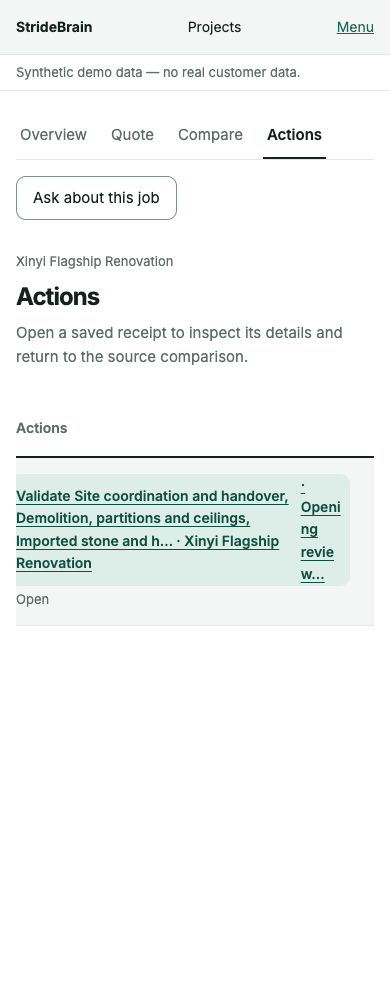 StrideBrain
Projects
Menu
Synthetic demo data — no real customer data.
Overview
Quote
Compare
Actions
Ask about this job
Xinyi Flagship Renovation
Actions
Open a saved receipt to inspect its details and
return to the source comparison.
Actions
Validate Site coordination and handover,
Demolition, partitions and ceilings,
Imported stone and h… · Xinyi Flagship
Renovation
·
Openi
ng
revie
w…
Open